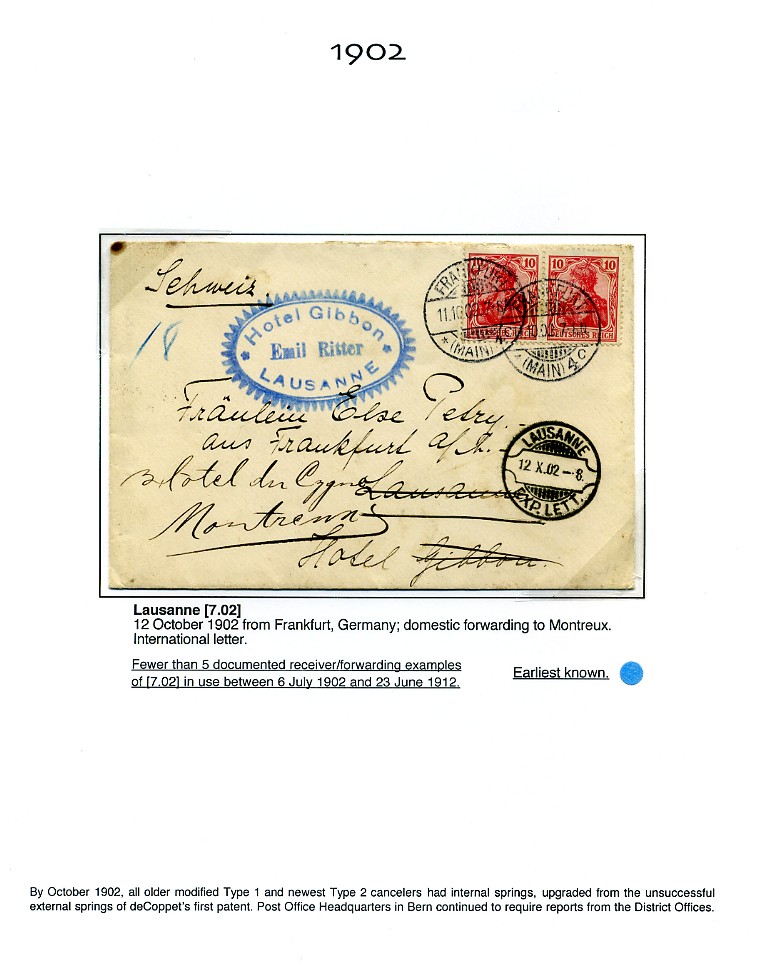 1902
Schweiz.
18
Hotel Gibbon
Emil Ritter
LAUSANNE
10
10
DEUTSCHES REICH
FRANKFURT
11.10.02
(MAIN)
(MAIN) 4c
Fräulein Else Petry.
aus Frankfurt a/M.
Hotel du Cygne Lausanne
Montreux
Hotel Gibbon.
LAUSANNE
12 X.02 – 8.
EXP. LETT.
Lausanne [7.02]
12 October 1902 from Frankfurt, Germany; domestic forwarding to Montreux.
International letter.
Fewer than 5 documented receiver/forwarding examples
of [7.02] in use between 6 July 1902 and 23 June 1912.
Earliest known.
By October 1902, all older modified Type 1 and newest Type 2 cancelers had internal springs, upgraded from the unsuccessful
external springs of deCoppet's first patent. Post Office Headquarters in Bern continued to require reports from the District Offices.